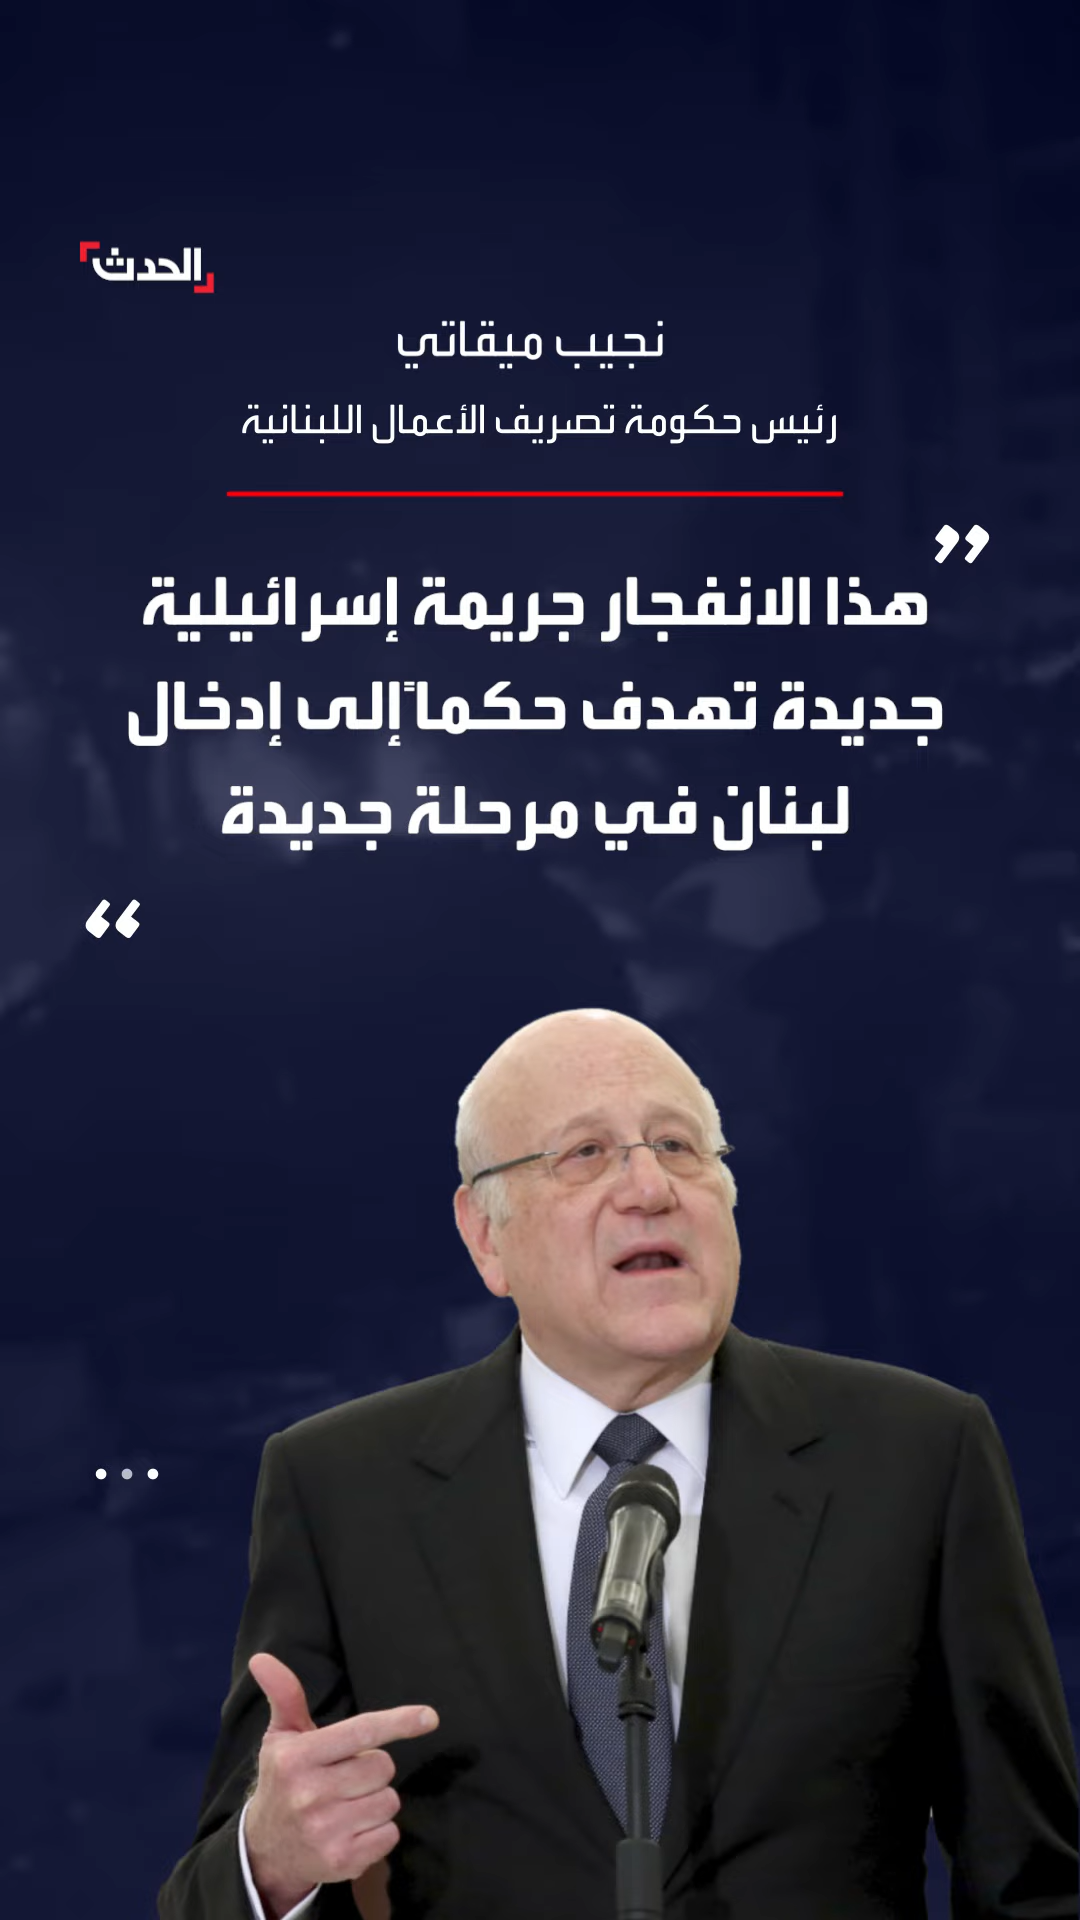 الحدث
نجيب ميقاتي
رئيس حكومة تصريف الأعمال اللبنانية
”هذا الانفجار جريمة إسرائيلية
جديدة تهدف حكماً إلى إدخال
لبنان في مرحلة جديدة
“